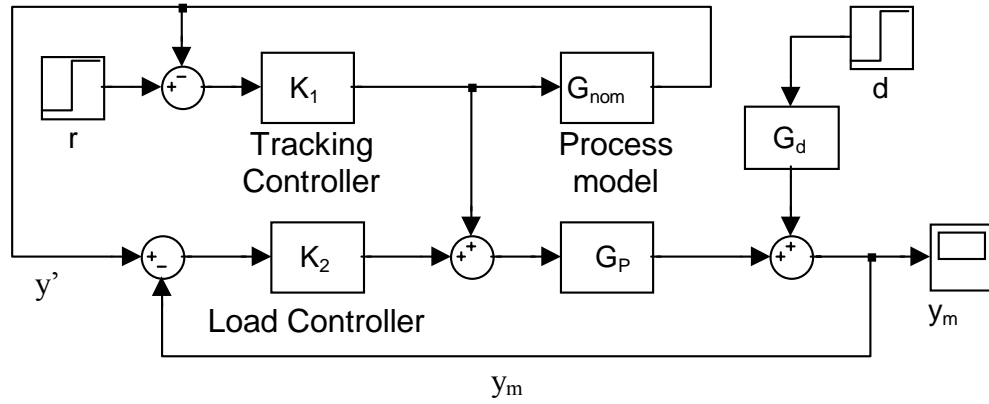 r
K1
Tracking
Controller
Gnom
Process
model
d
Gd
y’
K2
Load Controller
GP
ym
ym